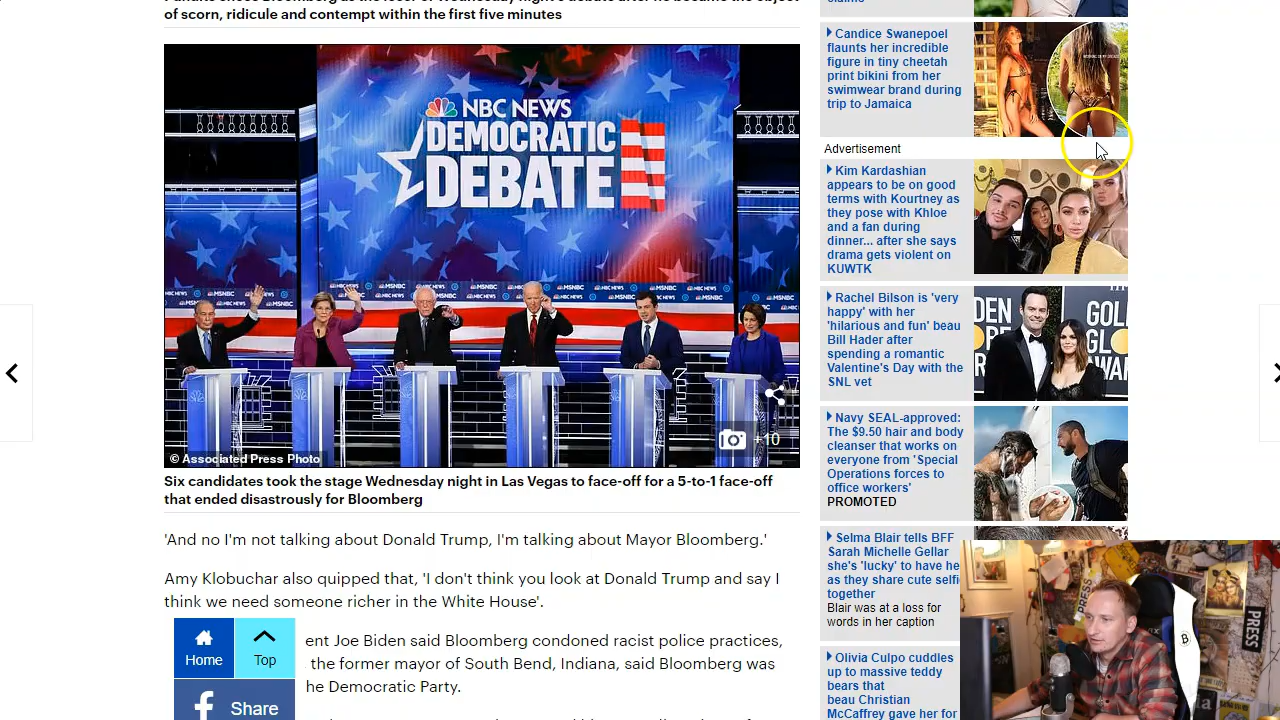 of scorn, ridicule and contempt within the first five minutes
NBC NEWS
DEMOCRATIC
DEBATE
© Associated Press Photo
+10
Six candidates took the stage Wednesday night in Las Vegas to face-off for a 5-to-1 face-off
that ended disastrously for Bloomberg
'And no I'm not talking about Donald Trump, I'm talking about Mayor Bloomberg.'
Amy Klobuchar also quipped that, 'I don't think you look at Donald Trump and say I
think we need someone richer in the White House'.
ent Joe Biden said Bloomberg condoned racist police practices,
the former mayor of South Bend, Indiana, said Bloomberg was
he Democratic Party.
Home
Top
Share
Candice Swanepoel
flaunts her incredible
figure in tiny cheetah
print bikini from her
swimwear brand during
trip to Jamaica
Advertisement
Kim Kardashian
appears to be on good
terms with Kourtney as
they pose with Khloe
and a fan during
dinner... after she says
drama gets violent on
KUWTK
Rachel Bilson is 'very
happy' with her
'hilarious and fun' beau
Bill Hader after
spending a romantic
Valentine's Day with the
SNL vet
Navy SEAL-approved:
The $9.50 hair and body
cleanser that works on
everyone from 'Special
Operations forces to
office workers'
PROMOTED
Selma Blair tells BFF
Sarah Michelle Gellar
she's 'lucky' to have he
as they share cute selfi
together
Blair was at a loss for
words in her caption
Olivia Culpo cuddles
up to massive teddy
bears that
beau Christian
McCaffrey gave her for
PRESS
PRESS